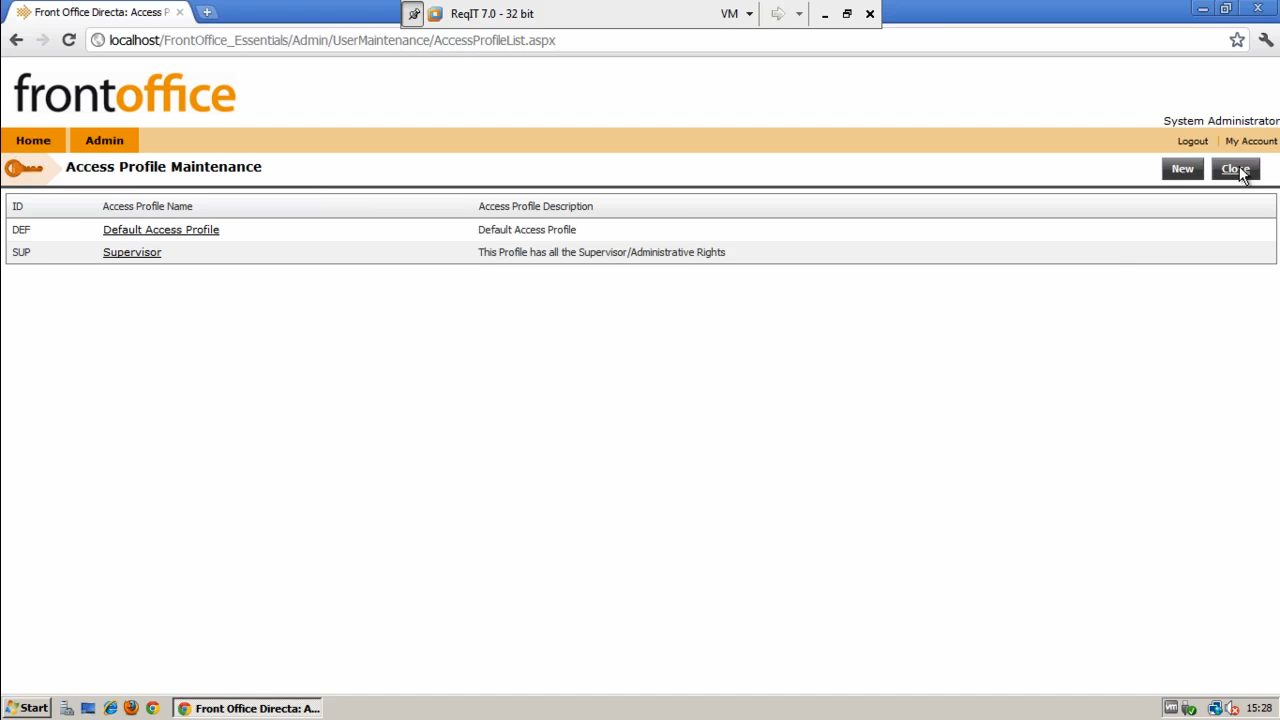 Front Office Directa: Access P
ReqIT 7.0 - 32 bit
VM
localhost/FrontOffice_Essentials/Admin/UserMaintenance/AccessProfileList.aspx
frontoffice
System Administrator
Home Admin
Logout | My Account
Access Profile Maintenance
New Close
ID Access Profile Name Access Profile Description
DEF Default Access Profile Default Access Profile
SUP Supervisor This Profile has all the Supervisor/Administrative Rights
Start Front Office Directa: A... vm 15:28